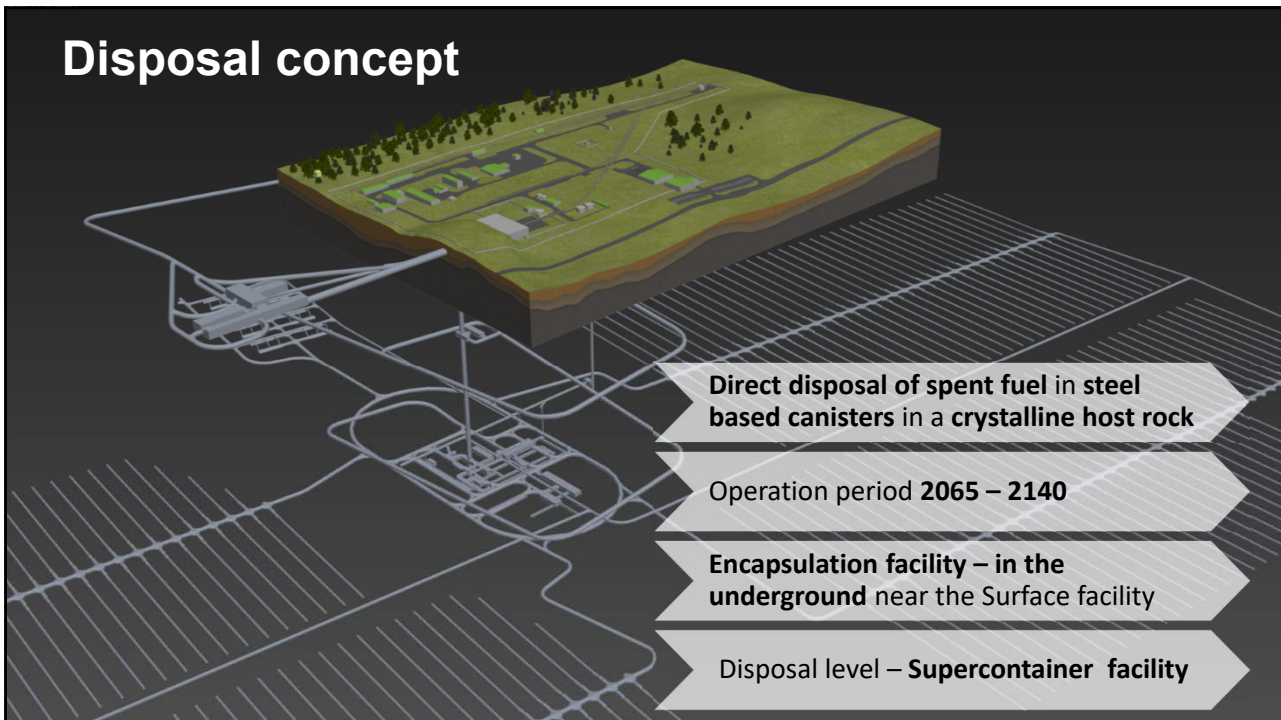 Disposal concept
Direct disposal of spent fuel in steel
based canisters in a crystalline host rock
Operation period 2065 – 2140
Encapsulation facility – in the
underground near the Surface facility
Disposal level – Supercontainer facility